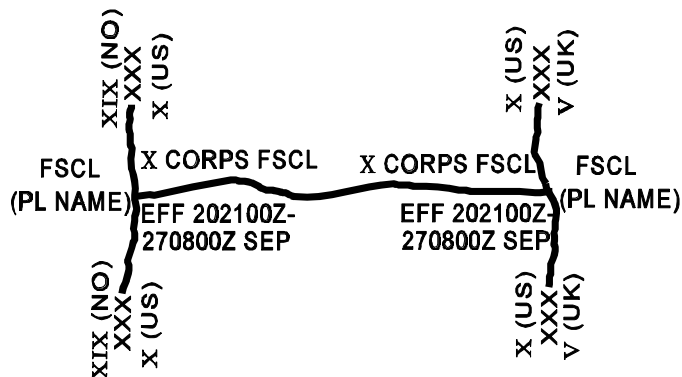 XIX (NO)
XXX
X (US)
X (US)
XXX
V (UK)
FSCL
(PL NAME)
X CORPS FSCL
X CORPS FSCL
FSCL
(PL NAME)
EFF 202100Z-
270800Z SEP
EFF 202100Z-
270800Z SEP
XIX (NO)
XXX
X (US)
X (US)
XXX
V (UK)